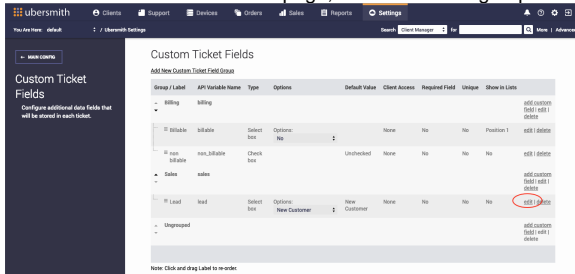 page,
ubersmith Clients Support Devices Orders Sales Reports Settings
You Are Here: default / Ubersmith Settings Search Client Manager for More | Advanced
← MAIN CONFIG
Custom Ticket Fields
Configure additional data fields that will be stored in each ticket.
Custom Ticket Fields
Add New Custom Ticket Field Group
Group / Label API Variable Name Type Options Default Value Client Access Required Field Unique Show in Lists
billing billing add custom field | edit | delete
Billable billable Select box Options: No None No No Position 1 edit | delete
non billable non_billable Check box Unchecked None No No No edit | delete
Sales sales add custom field | edit | delete
Lead lead Select box Options: New Customer New Customer None No No No edit | delete
Ungrouped add custom field | edit | delete
Note: Click and drag Label to re-order.